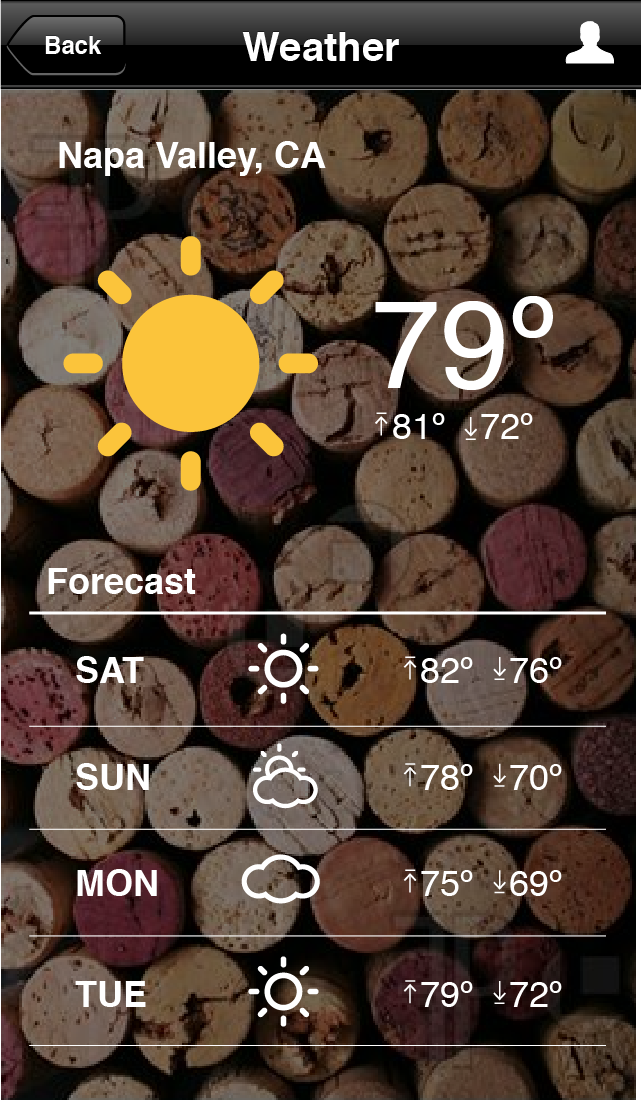 Back
Weather
Napa Valley, CA
79º
81º 72º
Forecast
SAT 82º 76º
SUN 78º 70º
MON 75º 69º
TUE 79º 72º